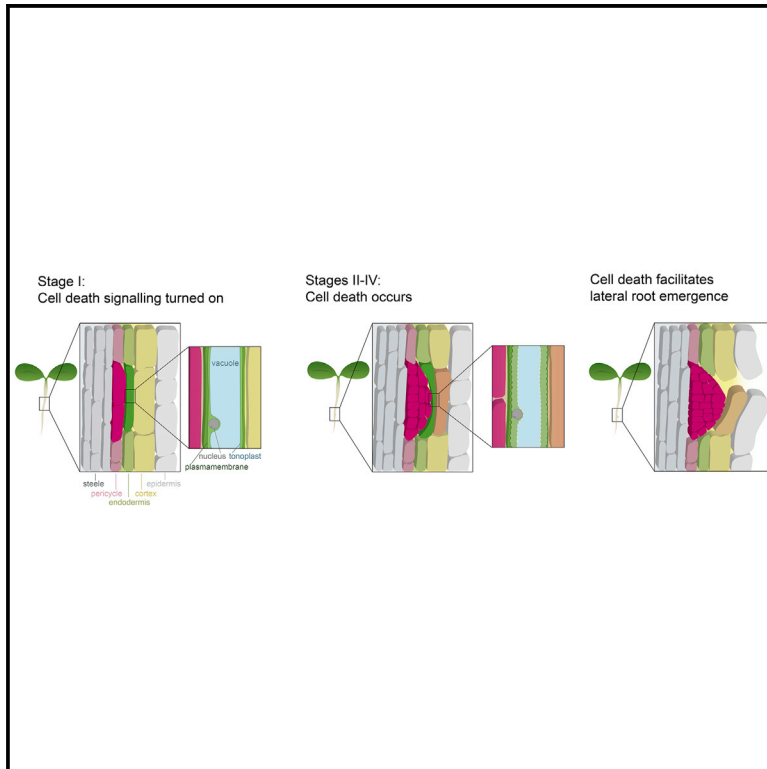 Stage I:
Cell death signalling turned on
Stages II-IV:
Cell death occurs
Cell death facilitates
lateral root emergence
vacuole
nucleus tonoplast
plasmamembrane
steele
epidermis
pericycle
cortex
endodermis